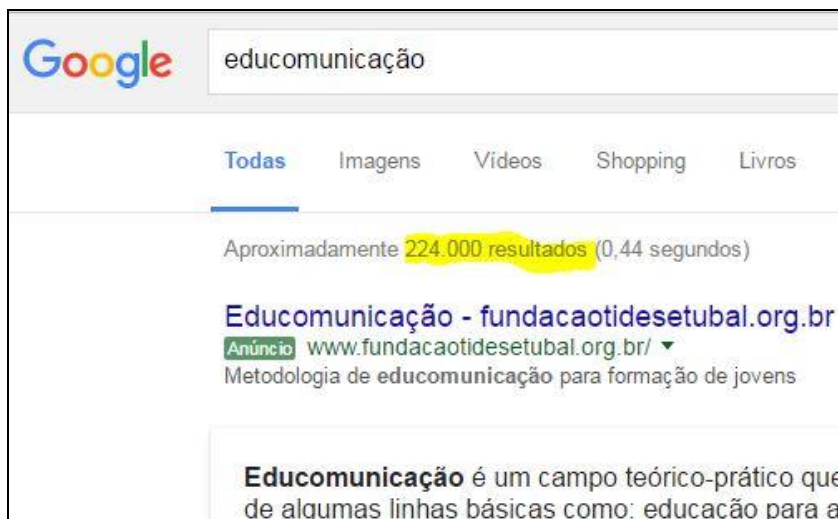 Google educomunicação
Todas Imagens Vídeos Shopping Livros
Aproximadamente 224.000 resultados (0,44 segundos)
Educomunicação - fundacaotidesetubal.org.br
Anúncio www.fundacaotidesetubal.org.br/
Metodologia de educomunicação para formação de jovens
Educomunicação é um campo teórico-prático que
de algumas linhas básicas como: educação para a